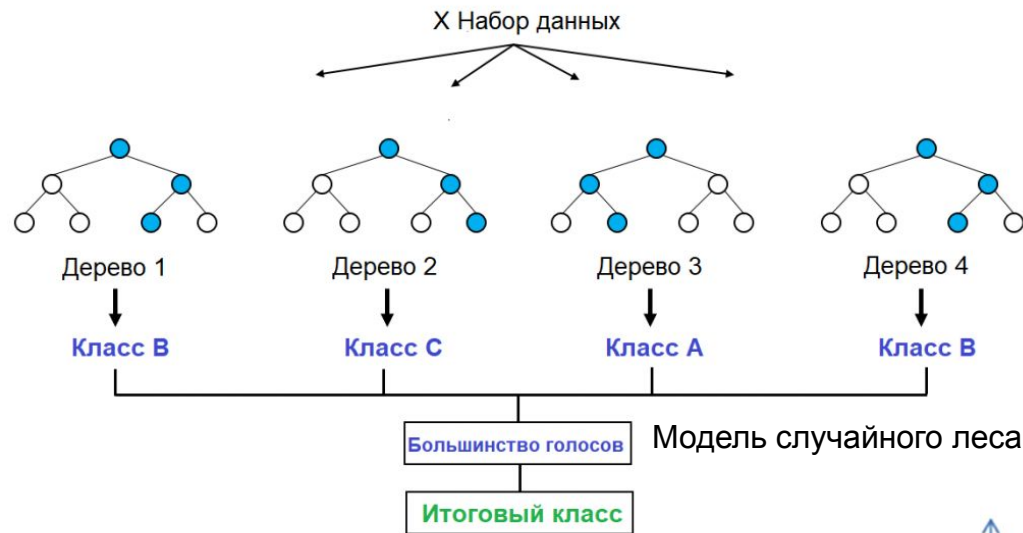 X Набор данных
Дерево 1
Дерево 2
Дерево 3
Дерево 4
Класс B
Класс C
Класс A
Класс B
Большинство голосов
Модель случайного леса
Итоговый класс